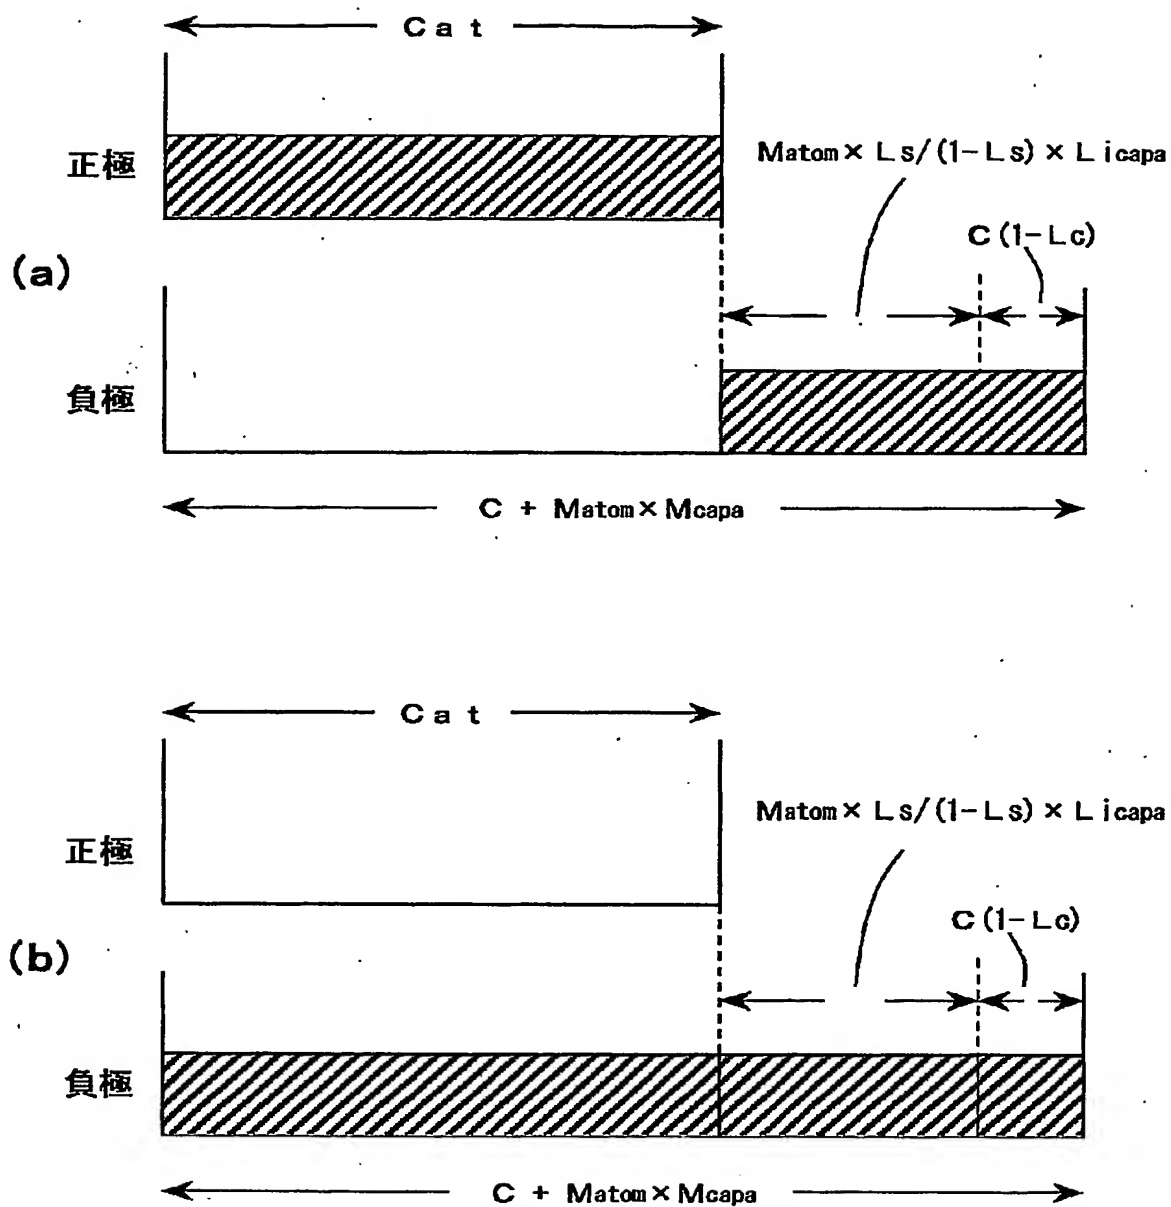 Cat
正極
Matom×Ls/(1-Ls)×Licapa
C(1-Lc)
(a)
負極
C + Matom×Mcapa
Cat
正極
Matom×Ls/(1-Ls)×Licapa
C(1-Lc)
(b)
負極
C + Matom×Mcapa